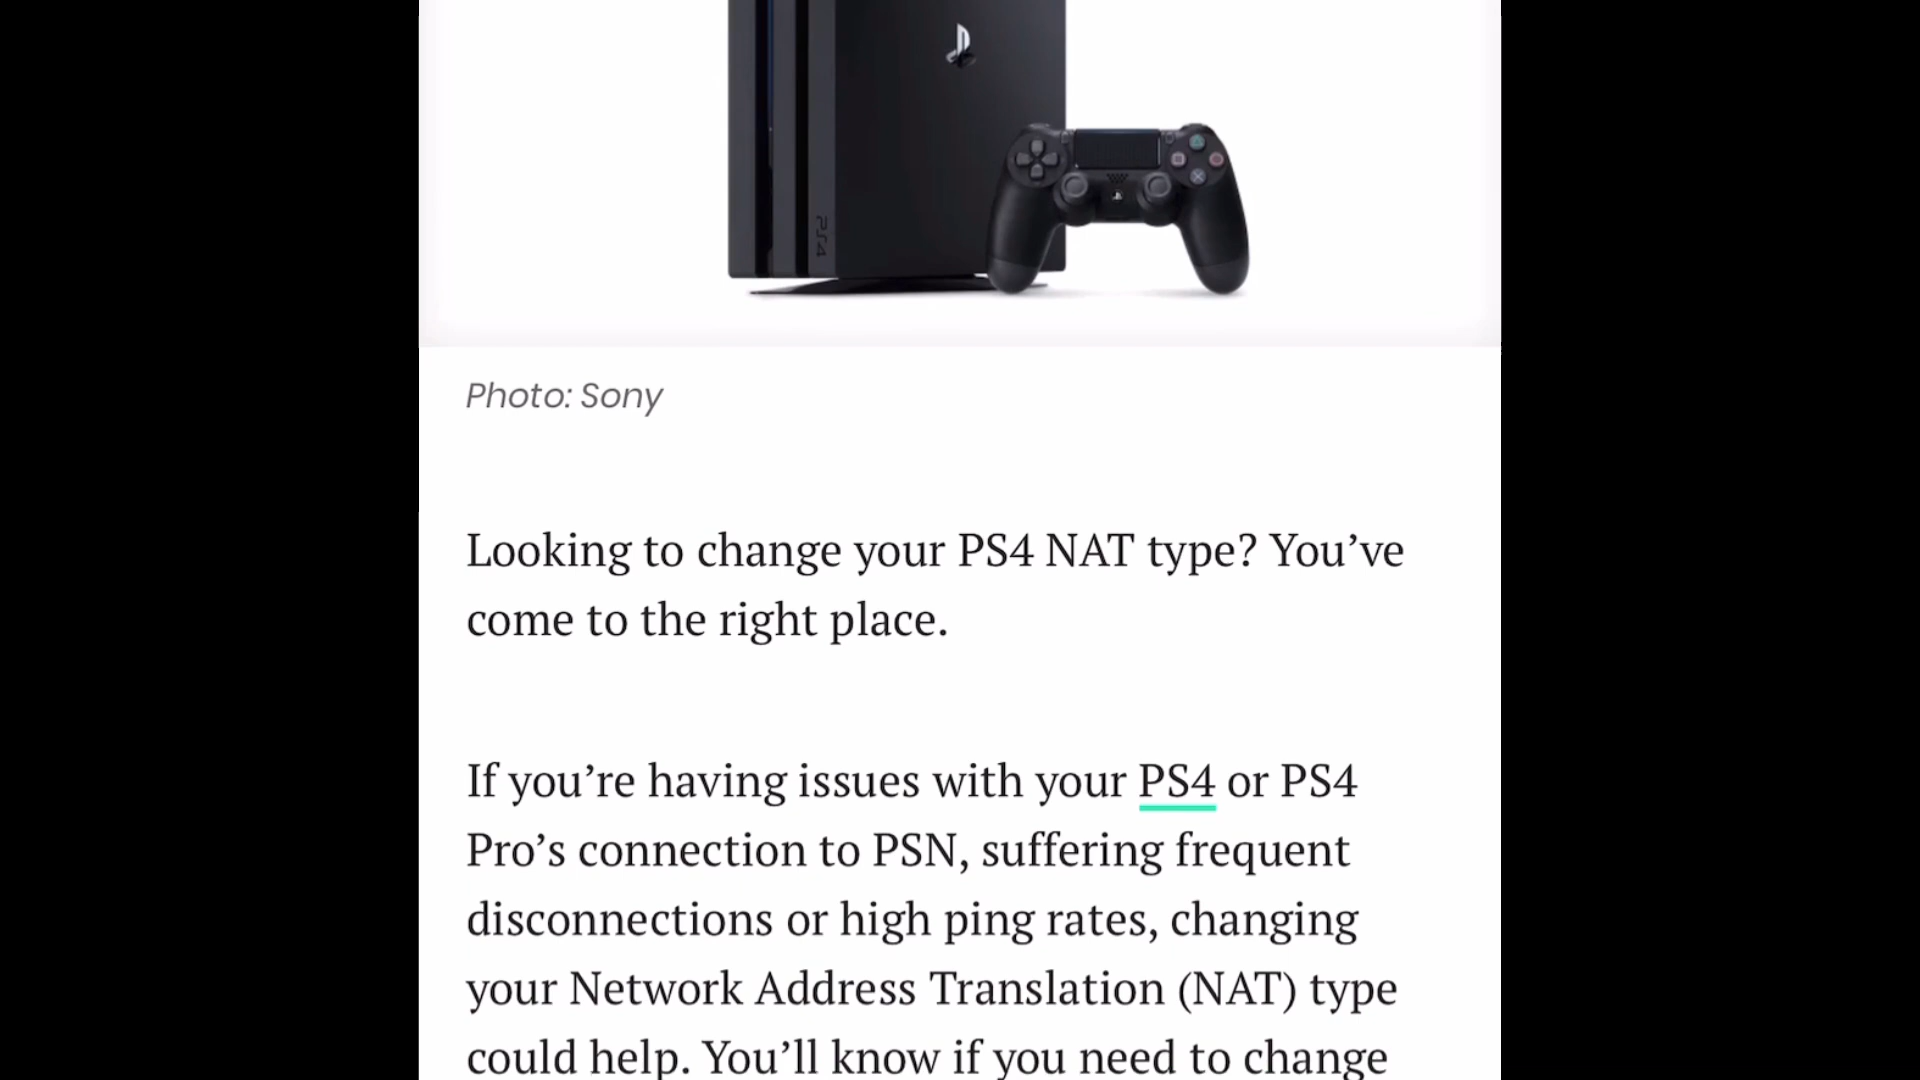 PS4
Photo: Sony
Looking to change your PS4 NAT type? You’ve
come to the right place.
If you’re having issues with your PS4 or PS4
Pro’s connection to PSN, suffering frequent
disconnections or high ping rates, changing
your Network Address Translation (NAT) type
could help. You’ll know if you need to change